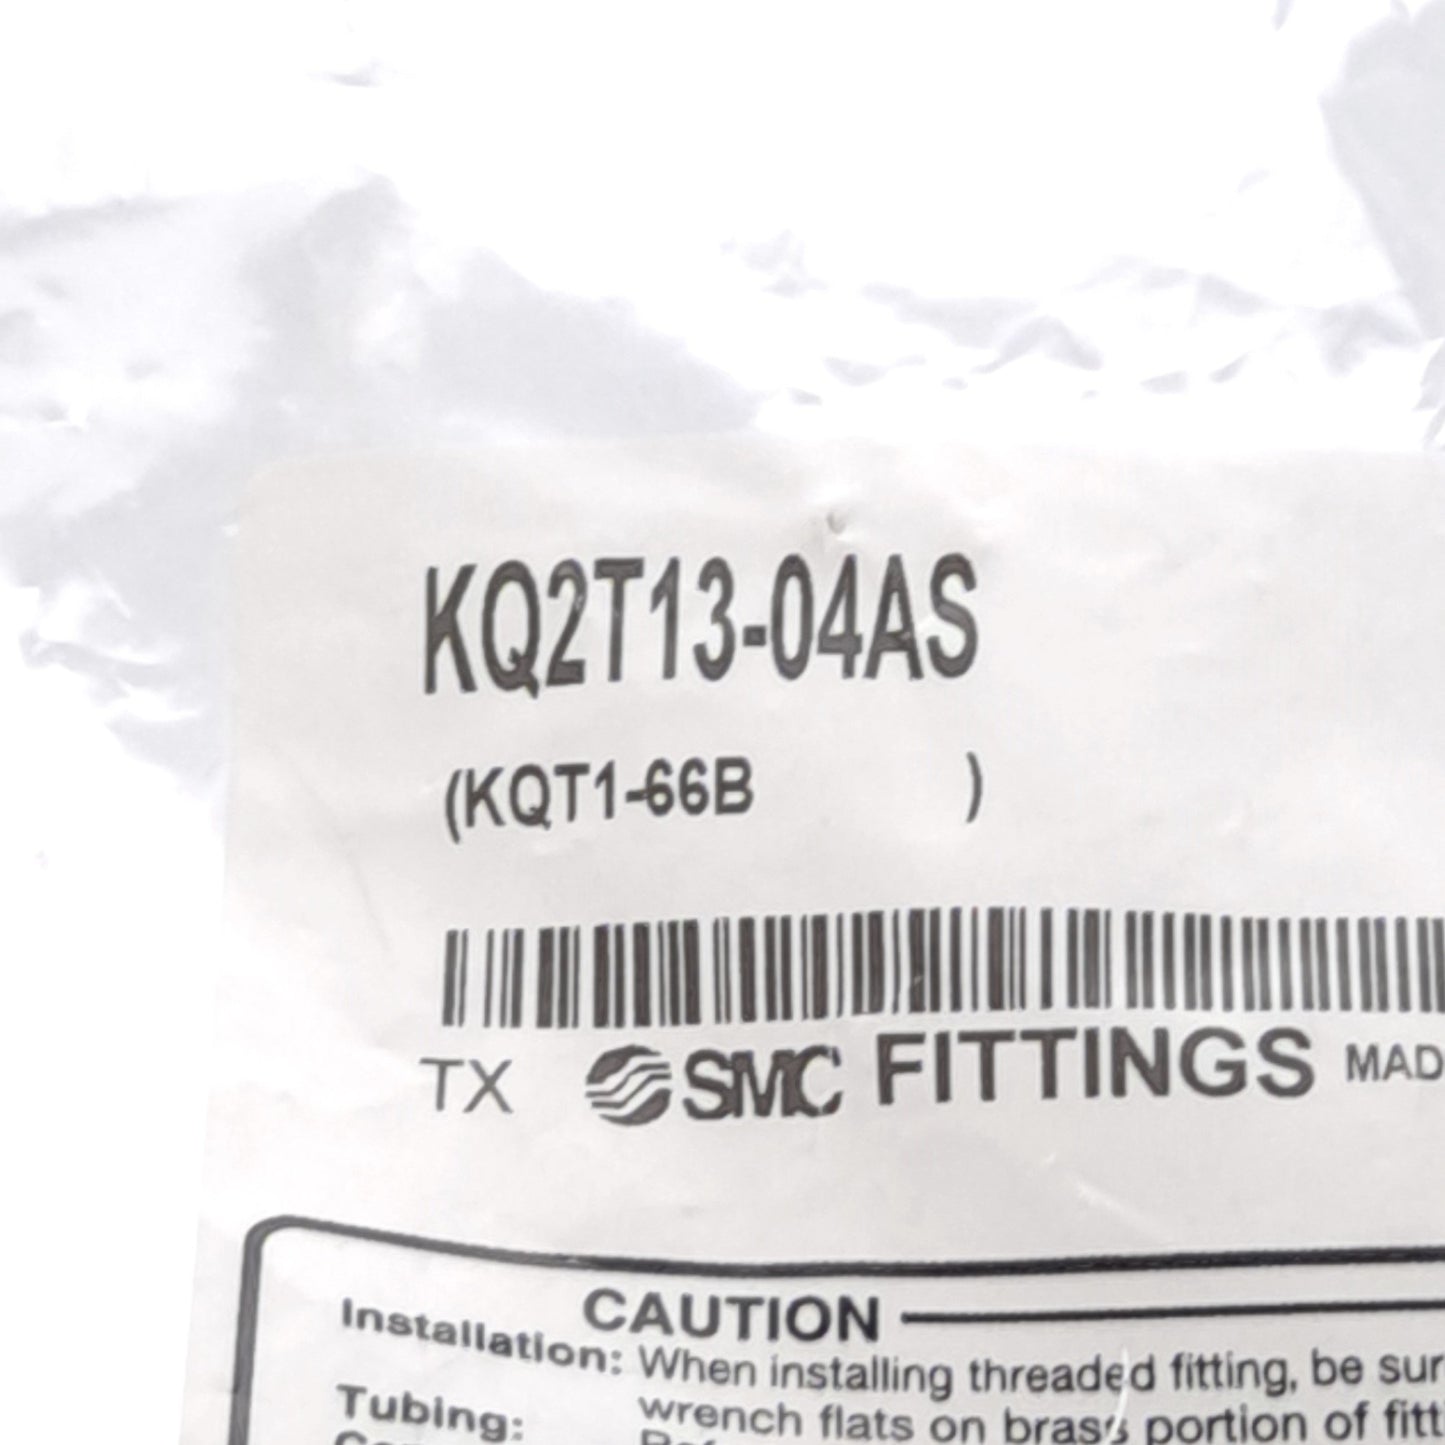 KQ2T13-04AS
(KQT1-66B )
TX SMC FITTINGS MAD
CAUTION
Installation: When installing threaded fitting, be sur
wrench flats on brass portion of fitt
Tubing: